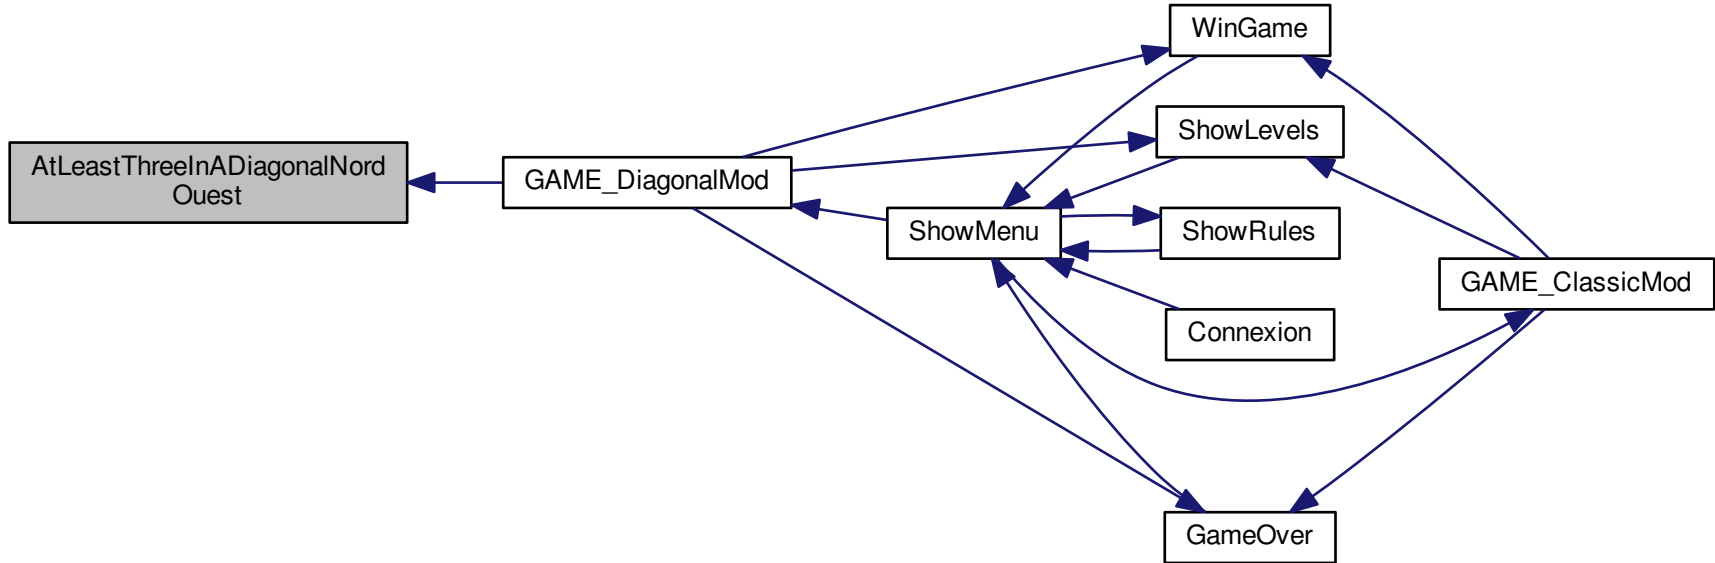 AtLeastThreeInADiagonalNord
Ouest
GAME_DiagonalMod
ShowMenu
WinGame
ShowLevels
ShowRules
Connexion
GameOver
GAME_ClassicMod